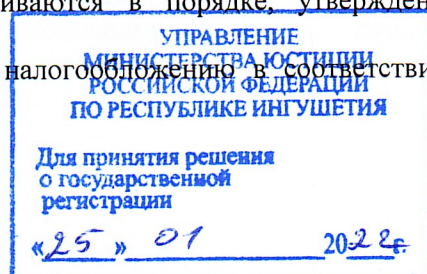 иваются в порядке, утвержден
УПРАВЛЕНИЕ
МИНИСТЕРСТВА ЮСТИЦИИ
налогообложению в соответстви
РОССИЙСКОЙ ФЕДЕРАЦИИ
ПО РЕСПУБЛИКЕ ИНГУШЕТИЯ
Для принятия решения
о государственной
регистрации
«25» 01 2022г.